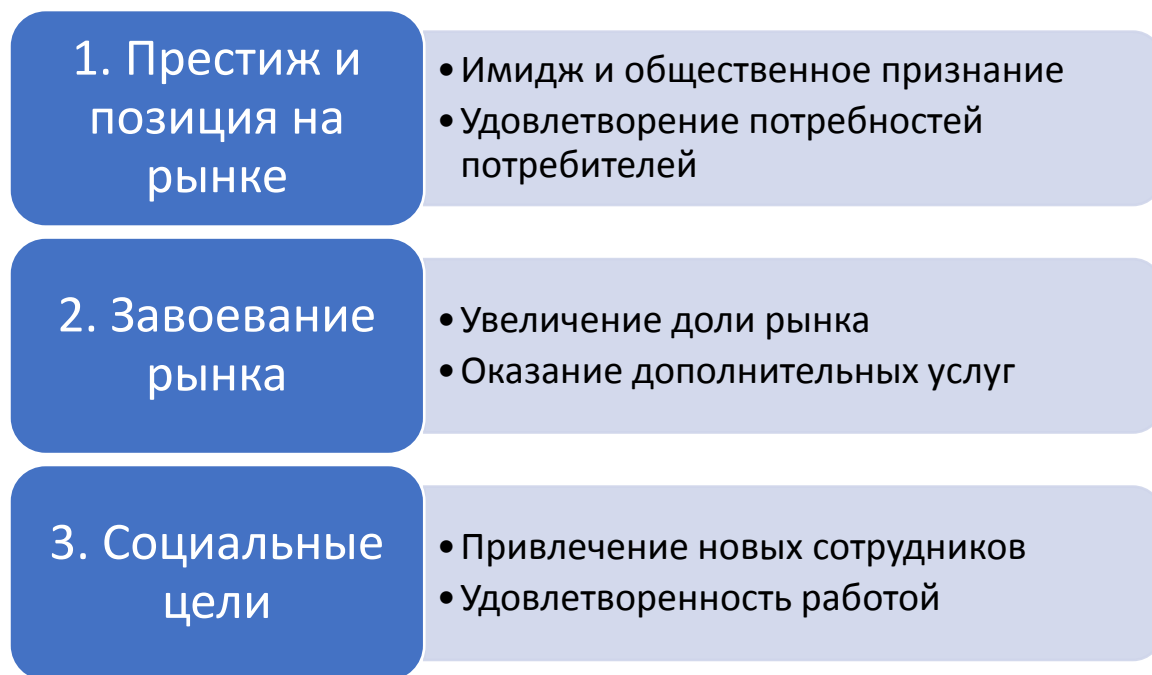 1. Престиж и
позиция на
рынке
• Имидж и общественное признание
• Удовлетворение потребностей
потребителей
2. Завоевание
рынка
• Увеличение доли рынка
• Оказание дополнительных услуг
3. Социальные
цели
• Привлечение новых сотрудников
• Удовлетворенность работой